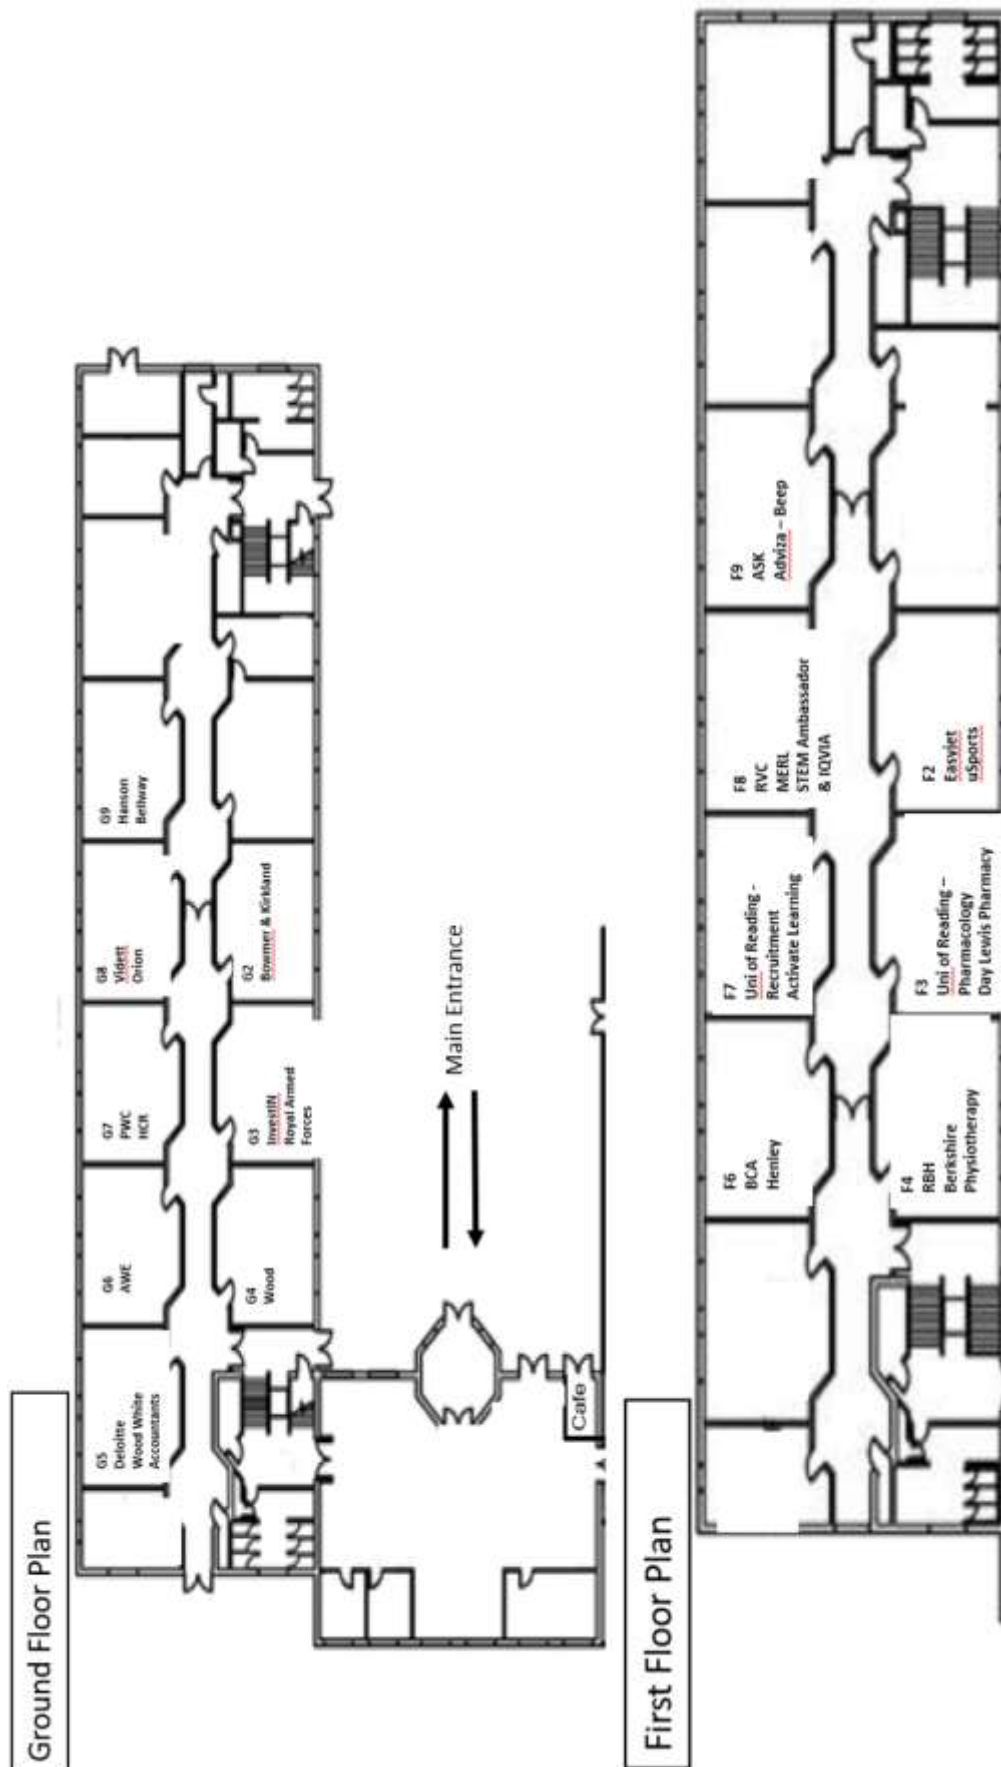 Ground Floor Plan
G5
Deloitte
Wood White
Accountants
G6
AWE
G7
PWC
HCR
G8
Vidett
Orion
G9
Hanson
Bellway
G4
Wood
G3
InvestIN
Royal Armed
Forces
G2
Bowmer & Kirkland
Main Entrance
Cafe
First Floor Plan
F6
BCA
Henley
F7
Uni of Reading -
Recruitment
Activate Learning
F8
RVC
MERL
STEM Ambassador
& IQVIA
F9
ASK
Adviza – Beep
F4
RBH
Berkshire
Physiotherapy
F3
Uni of Reading –
Pharmacology
Day Lewis Pharmacy
F2
Easviet
uSports